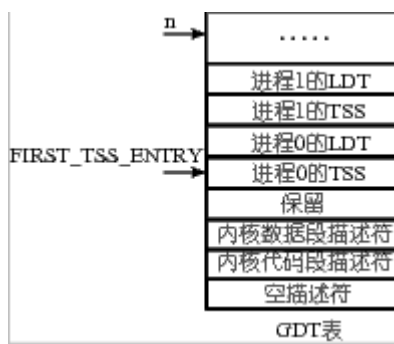 n
.....
进程1的LDT
进程1的TSS
进程0的LDT
FIRST_TSS_ENTRY
进程0的TSS
保留
内核数据段描述符
内核代码段描述符
空描述符
GDT表